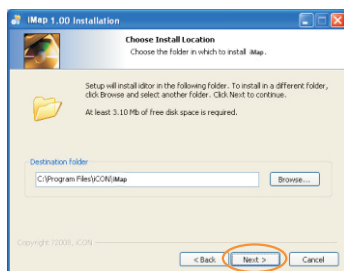 iMap 1.00 Installation
Choose Install Location
Choose the folder in which to install iMap.
Setup will install iditor in the following folder. To install in a different folder,
click Browse and select another folder. Click Next to continue.
At least 3.10 Mb of free disk space is required.
Destination folder
C:\Program Files\iCON\iMap
Browse...
Copyright ©2008, iCON
< Back
Next >
Cancel